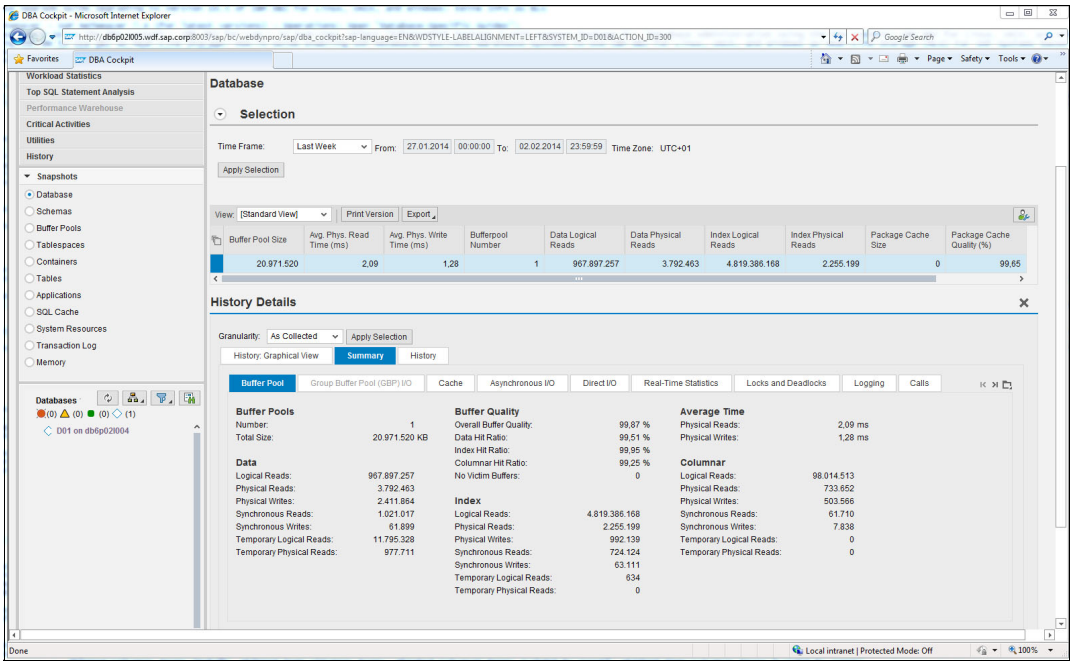 DBA Cockpit - Microsoft Internet Explorer
http://db6p02l005.wdf.sap.corp:8003/sap/bc/webdynpro/sap/dba_cockpit?sap-language=EN&WDSTYLE-LABELALIGNMENT=LEFT&SYSTEM_ID=D01&ACTION_ID=300
Google Search
Favorites DBA Cockpit
Page Safety Tools
Workload Statistics
Top SQL Statement Analysis
Performance Warehouse
Critical Activities
Utilities
History
Snapshots
Database
Schemas
Buffer Pools
Tablespaces
Containers
Tables
Applications
SQL Cache
System Resources
Transaction Log
Memory
Databases
(0) (0) (0) (1)
D01 on db6p02l004
Database
Selection
Time Frame: Last Week From: 27.01.2014 00:00:00 To: 02.02.2014 23:59:59 Time Zone: UTC+01
Apply Selection
View: [Standard View] Print Version Export
Buffer Pool Size Avg. Phys. Read Time (ms) Avg. Phys. Write Time (ms) Bufferpool Number Data Logical Reads Data Physical Reads Index Logical Reads Index Physical Reads Package Cache Size Package Cache Quality (%)
20.971.520 2,09 1,28 1 967.897.257 3.792.463 4.819.386.168 2.255.199 0 99,65
History Details
Granularity: As Collected Apply Selection
History: Graphical View Summary History
Buffer Pool Group Buffer Pool (GBP) I/O Cache Asynchronous I/O Direct I/O Real-Time Statistics Locks and Deadlocks Logging Calls
Buffer Pools
Number: 1
Total Size: 20.971.520 KB
Data
Logical Reads: 967.897.257
Physical Reads: 3.792.463
Physical Writes: 2.411.864
Synchronous Reads: 1.021.017
Synchronous Writes: 61.899
Temporary Logical Reads: 11.795.328
Temporary Physical Reads: 977.711
Buffer Quality
Overall Buffer Quality: 99,87 %
Data Hit Ratio: 99,51 %
Index Hit Ratio: 99,95 %
Columnar Hit Ratio: 99,25 %
No Victim Buffers: 0
Index
Logical Reads: 4.819.386.168
Physical Reads: 2.255.199
Physical Writes: 992.139
Synchronous Reads: 724.124
Synchronous Writes: 63.111
Temporary Logical Reads: 634
Temporary Physical Reads: 0
Average Time
Physical Reads: 2,09 ms
Physical Writes: 1,28 ms
Columnar
Logical Reads: 98.014.513
Physical Reads: 733.652
Physical Writes: 503.566
Synchronous Reads: 61.710
Synchronous Writes: 7.838
Temporary Logical Reads: 0
Temporary Physical Reads: 0
Done Local intranet | Protected Mode: Off 100%